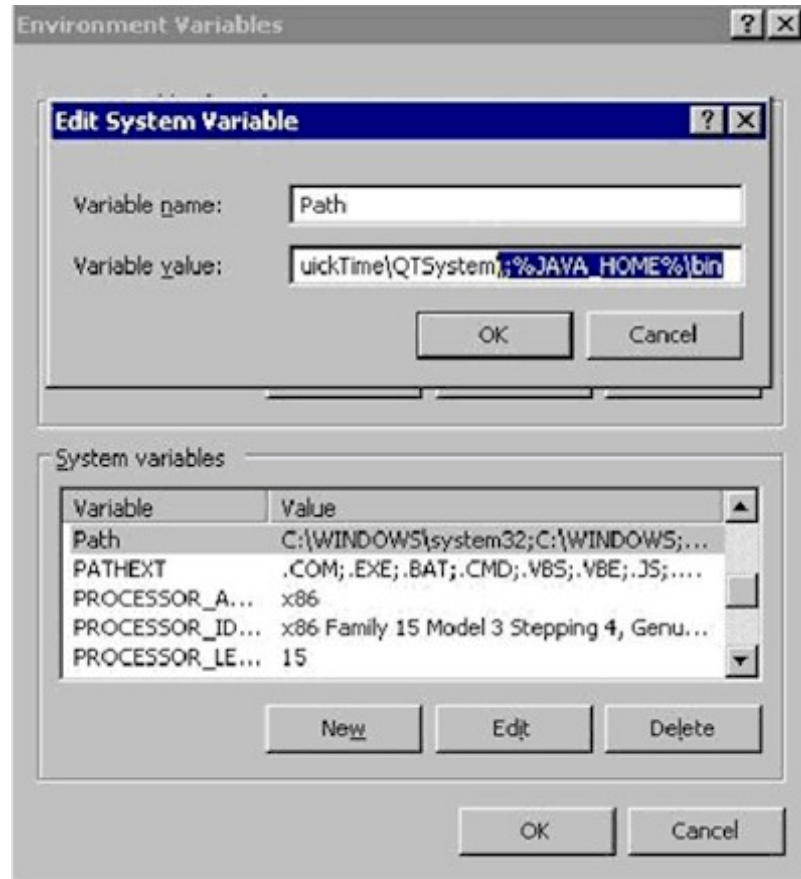 Environment Variables
Edit System Variable
Variable name:
Path
Variable value:
uickTime\QTSystem\;%JAVA_HOME%\bin
OK
Cancel
System variables
Variable Value
Path C:\WINDOWS\system32;C:\WINDOWS;...
PATHEXT .COM;.EXE;.BAT;.CMD;.VBS;.VBE;.JS;....
PROCESSOR_A... x86
PROCESSOR_ID... x86 Family 15 Model 3 Stepping 4, Genu...
PROCESSOR_LE... 15
New Edit Delete
OK Cancel